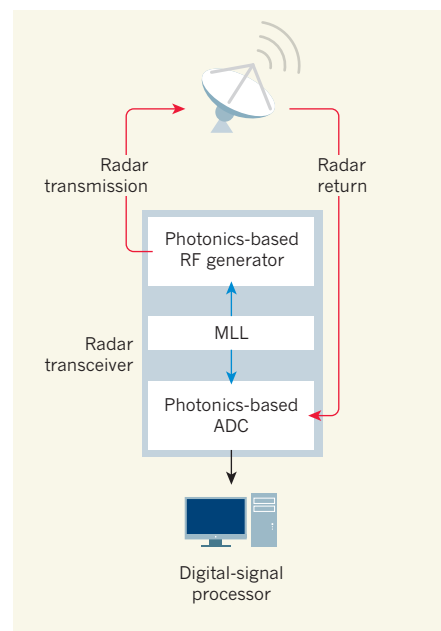 Radar
transmission
Radar
return
Photonics-based
RF generator
MLL
Radar
transceiver
Photonics-based
ADC
Digital-signal
processor